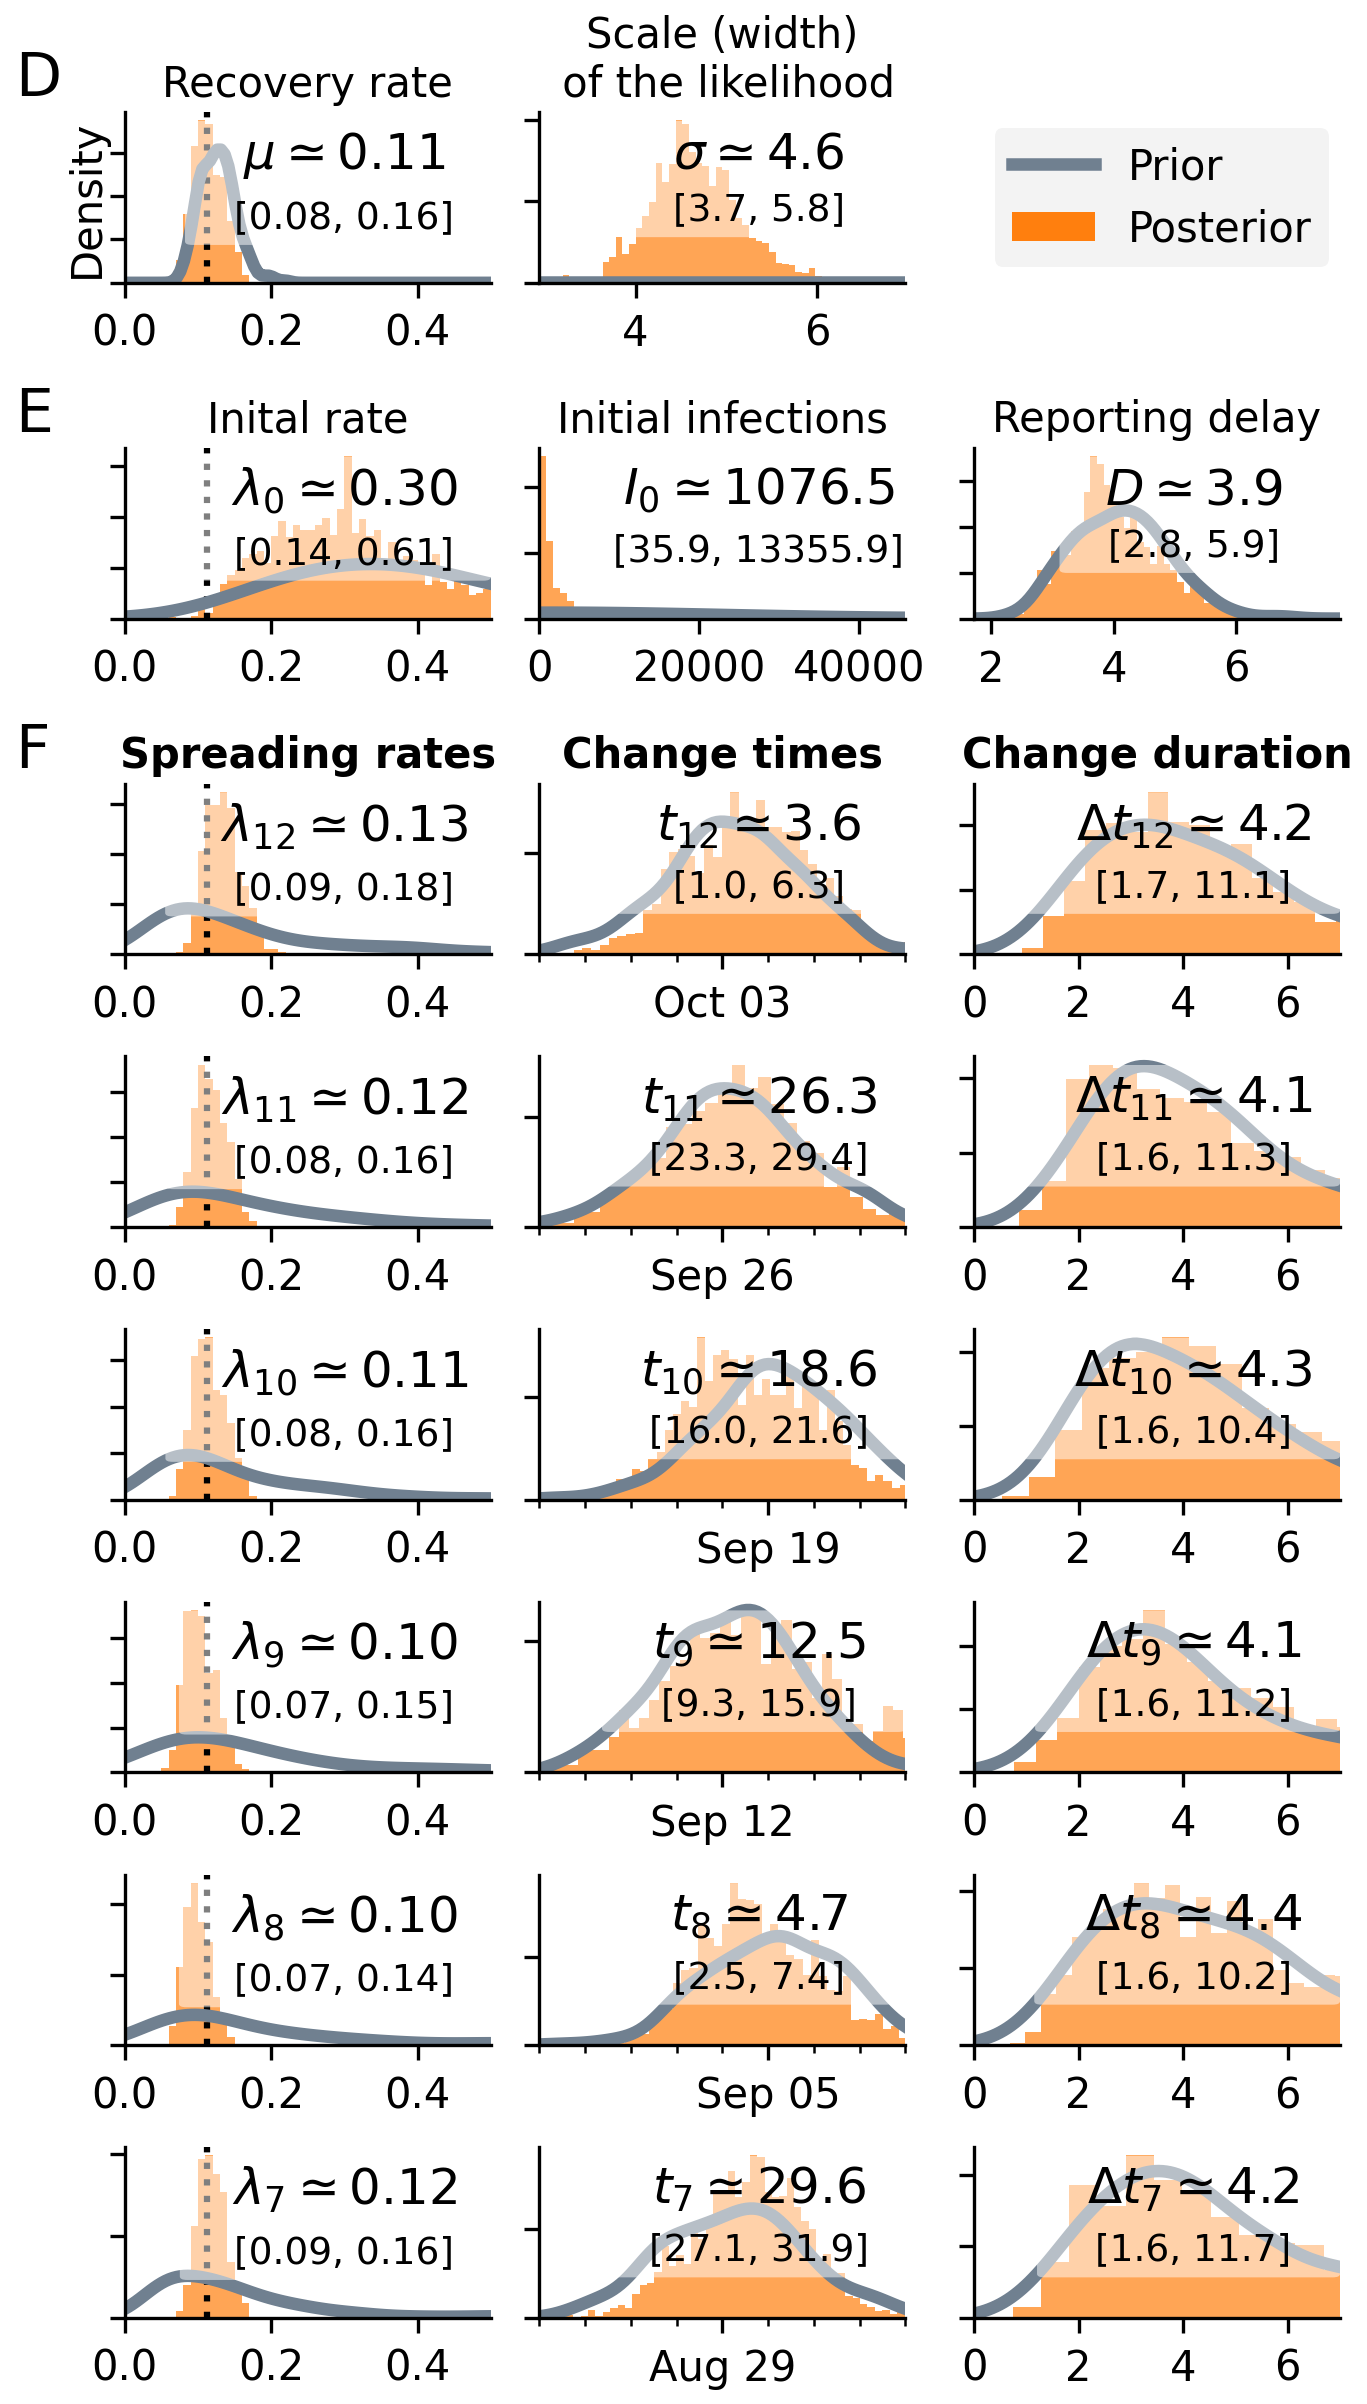 D
Recovery rate
Scale (width)
of the likelihood
Density
μ ≃ 0.11
[0.08, 0.16]
0.0 0.2 0.4
σ ≃ 4.6
[3.7, 5.8]
4 6
Prior
Posterior
E
Inital rate
λ₀ ≃ 0.30
[0.14, 0.61]
0.0 0.2 0.4
Initial infections
I₀ ≃ 1076.5
[35.9, 13355.9]
0 20000 40000
Reporting delay
D ≃ 3.9
[2.8, 5.9]
2 4 6
F
Spreading rates
Change times
Change duration
λ₁₂ ≃ 0.13
[0.09, 0.18]
0.0 0.2 0.4
t₁₂ ≃ 3.6
[1.0, 6.3]
Oct 03
Δt₁₂ ≃ 4.2
[1.7, 11.1]
0 2 4 6
λ₁₁ ≃ 0.12
[0.08, 0.16]
0.0 0.2 0.4
t₁₁ ≃ 26.3
[23.3, 29.4]
Sep 26
Δt₁₁ ≃ 4.1
[1.6, 11.3]
0 2 4 6
λ₁₀ ≃ 0.11
[0.08, 0.16]
0.0 0.2 0.4
t₁₀ ≃ 18.6
[16.0, 21.6]
Sep 19
Δt₁₀ ≃ 4.3
[1.6, 10.4]
0 2 4 6
λ₉ ≃ 0.10
[0.07, 0.15]
0.0 0.2 0.4
t₉ ≃ 12.5
[9.3, 15.9]
Sep 12
Δt₉ ≃ 4.1
[1.6, 11.2]
0 2 4 6
λ₈ ≃ 0.10
[0.07, 0.14]
0.0 0.2 0.4
t₈ ≃ 4.7
[2.5, 7.4]
Sep 05
Δt₈ ≃ 4.4
[1.6, 10.2]
0 2 4 6
λ₇ ≃ 0.12
[0.09, 0.16]
0.0 0.2 0.4
t₇ ≃ 29.6
[27.1, 31.9]
Aug 29
Δt₇ ≃ 4.2
[1.6, 11.7]
0 2 4 6